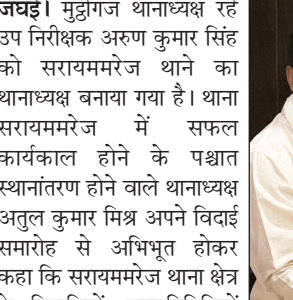 जघई। मुट्ठीगंज थानाध्यक्ष रहे
उप निरीक्षक अरुण कुमार सिंह
को सरायममरेज थाने का
थानाध्यक्ष बनाया गया है। थाना
सरायममरेज में सफल
कार्यकाल होने के पश्चात
स्थानांतरण होने वाले थानाध्यक्ष
अतुल कुमार मिश्र अपने विदाई
समारोह से अभिभूत होकर
कहा कि सरायममरेज थाना क्षेत्र